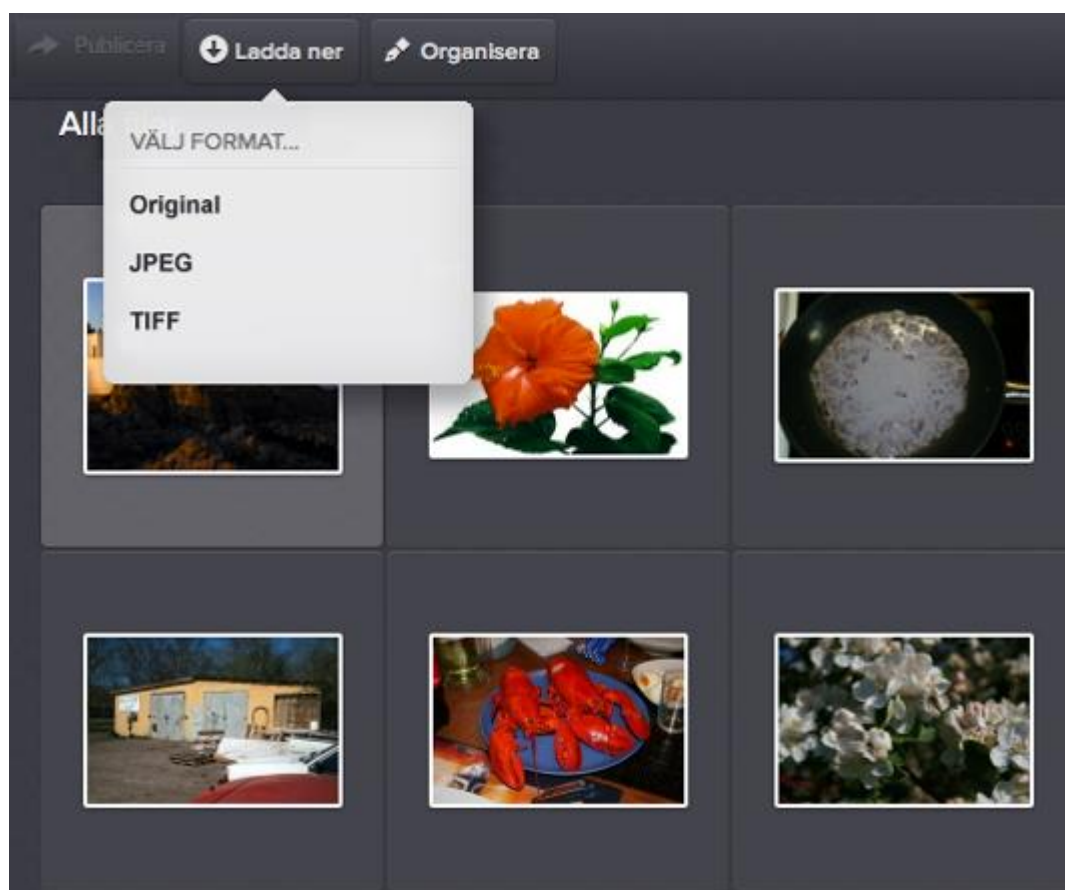 Publicera
Ladda ner
Organisera
Alla
VÄLJ FORMAT...
Original
JPEG
TIFF